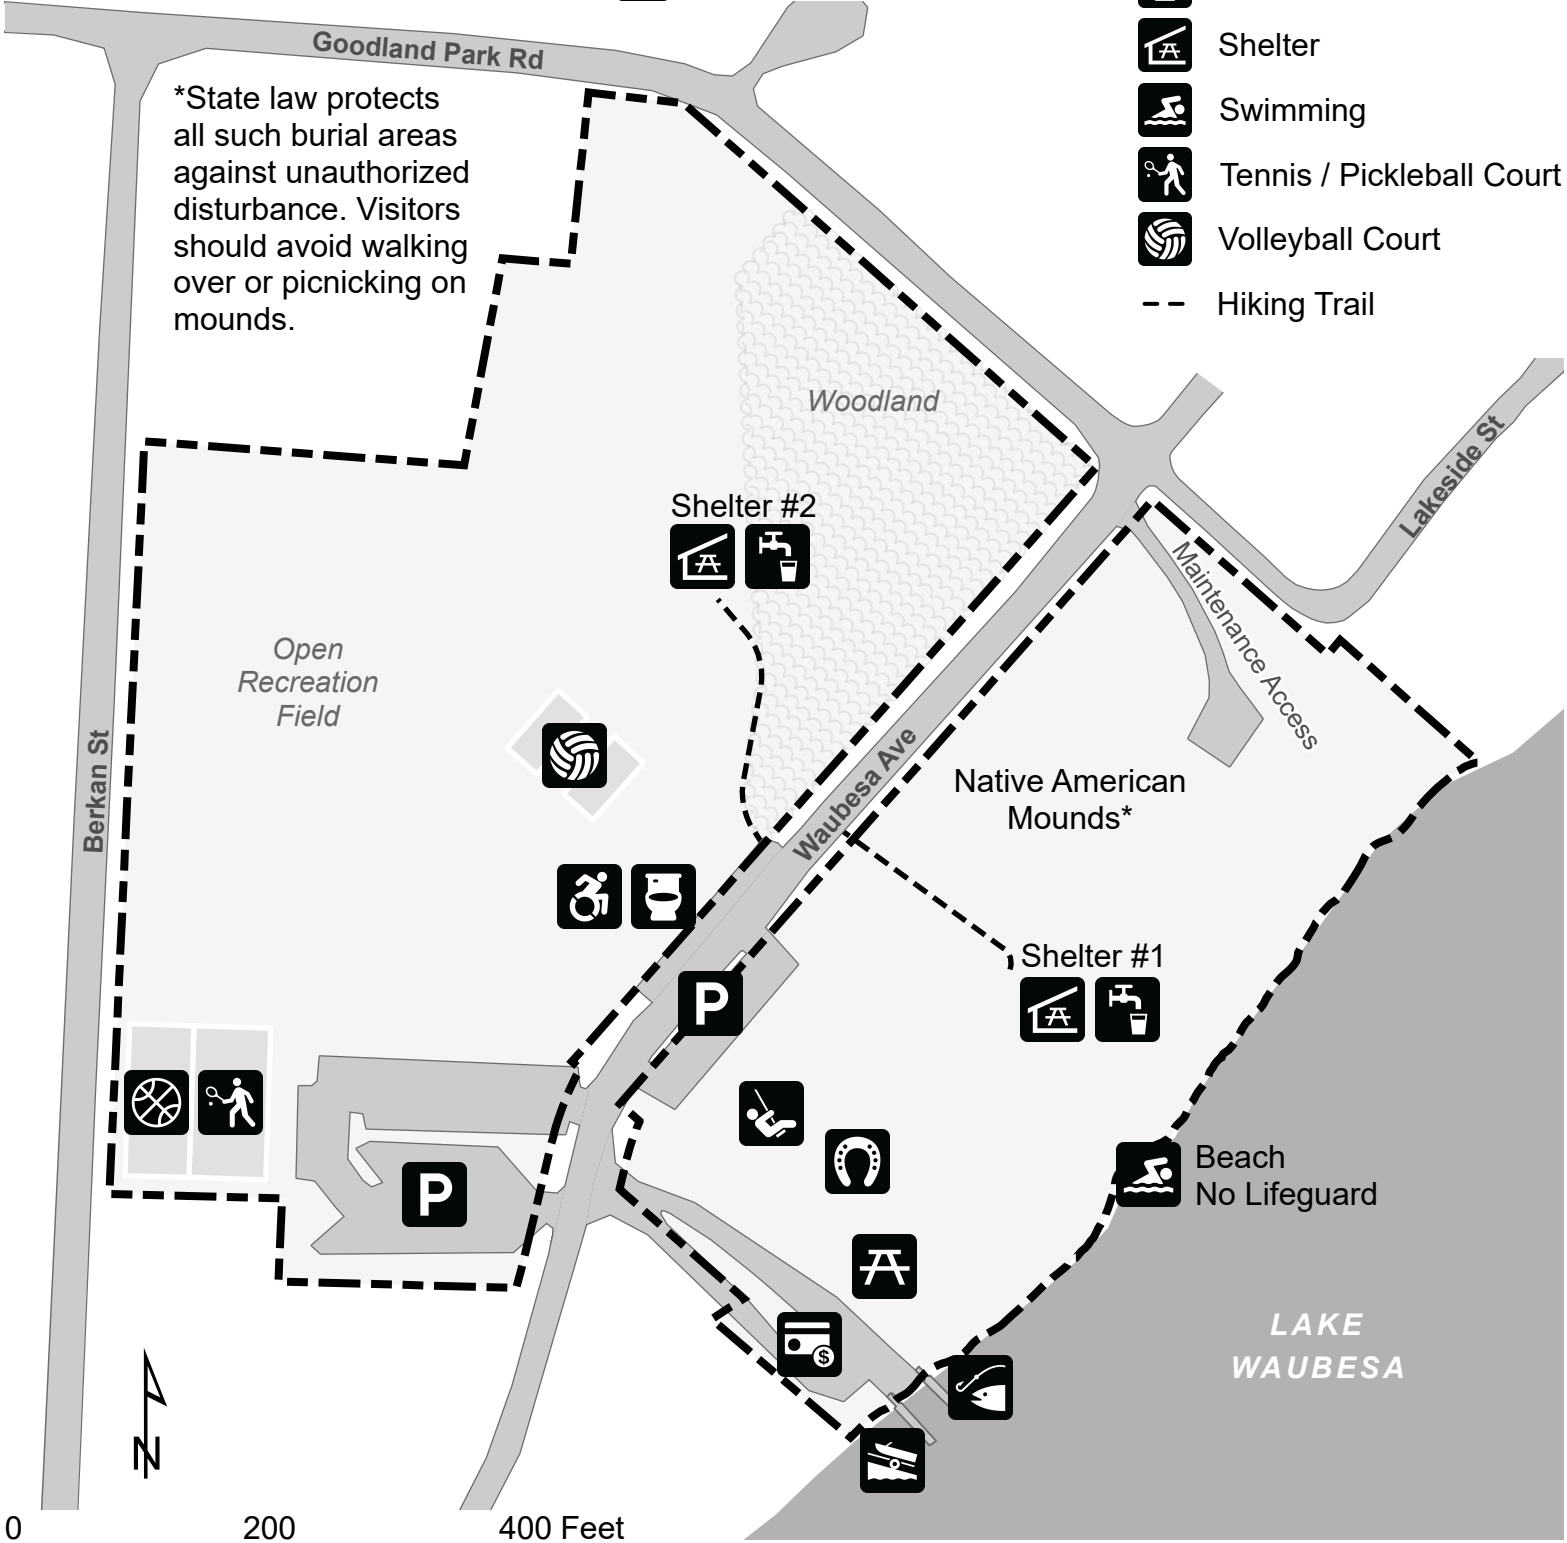 Goodland Park Rd
*State law protects
all such burial areas
against unauthorized
disturbance. Visitors
should avoid walking
over or picnicking on
mounds.
Shelter
Swimming
Tennis / Pickleball Court
Volleyball Court
Hiking Trail
Woodland
Lakeside St
Shelter #2
Maintenance Access
Open
Recreation
Field
Berkan St
Waubesa Ave
Native American
Mounds*
Shelter #1
P
P
Beach
No Lifeguard
$
LAKE
WAUBESA
N
0 200 400 Feet